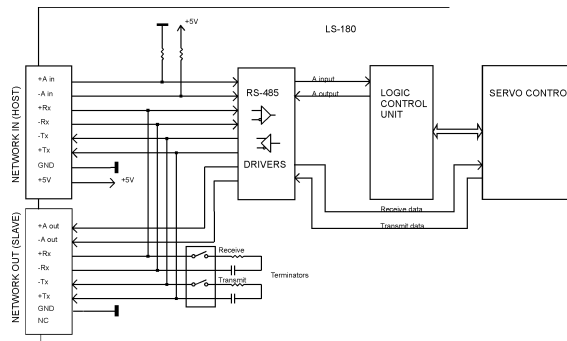 +5V
LS-180
NETWORK IN (HOST)
+A in
-A in
+Rx
-Rx
-Tx
+Tx
GND
+5V
+5V
RS-485
DRIVERS
A input
A output
LOGIC
CONTROL
UNIT
SERVO CONTRO
Receive data
Transmit data
NETWORK OUT (SLAVE)
+A out
-A out
+Rx
-Rx
-Tx
+Tx
GND
NC
Receive
Transmit
Terminators